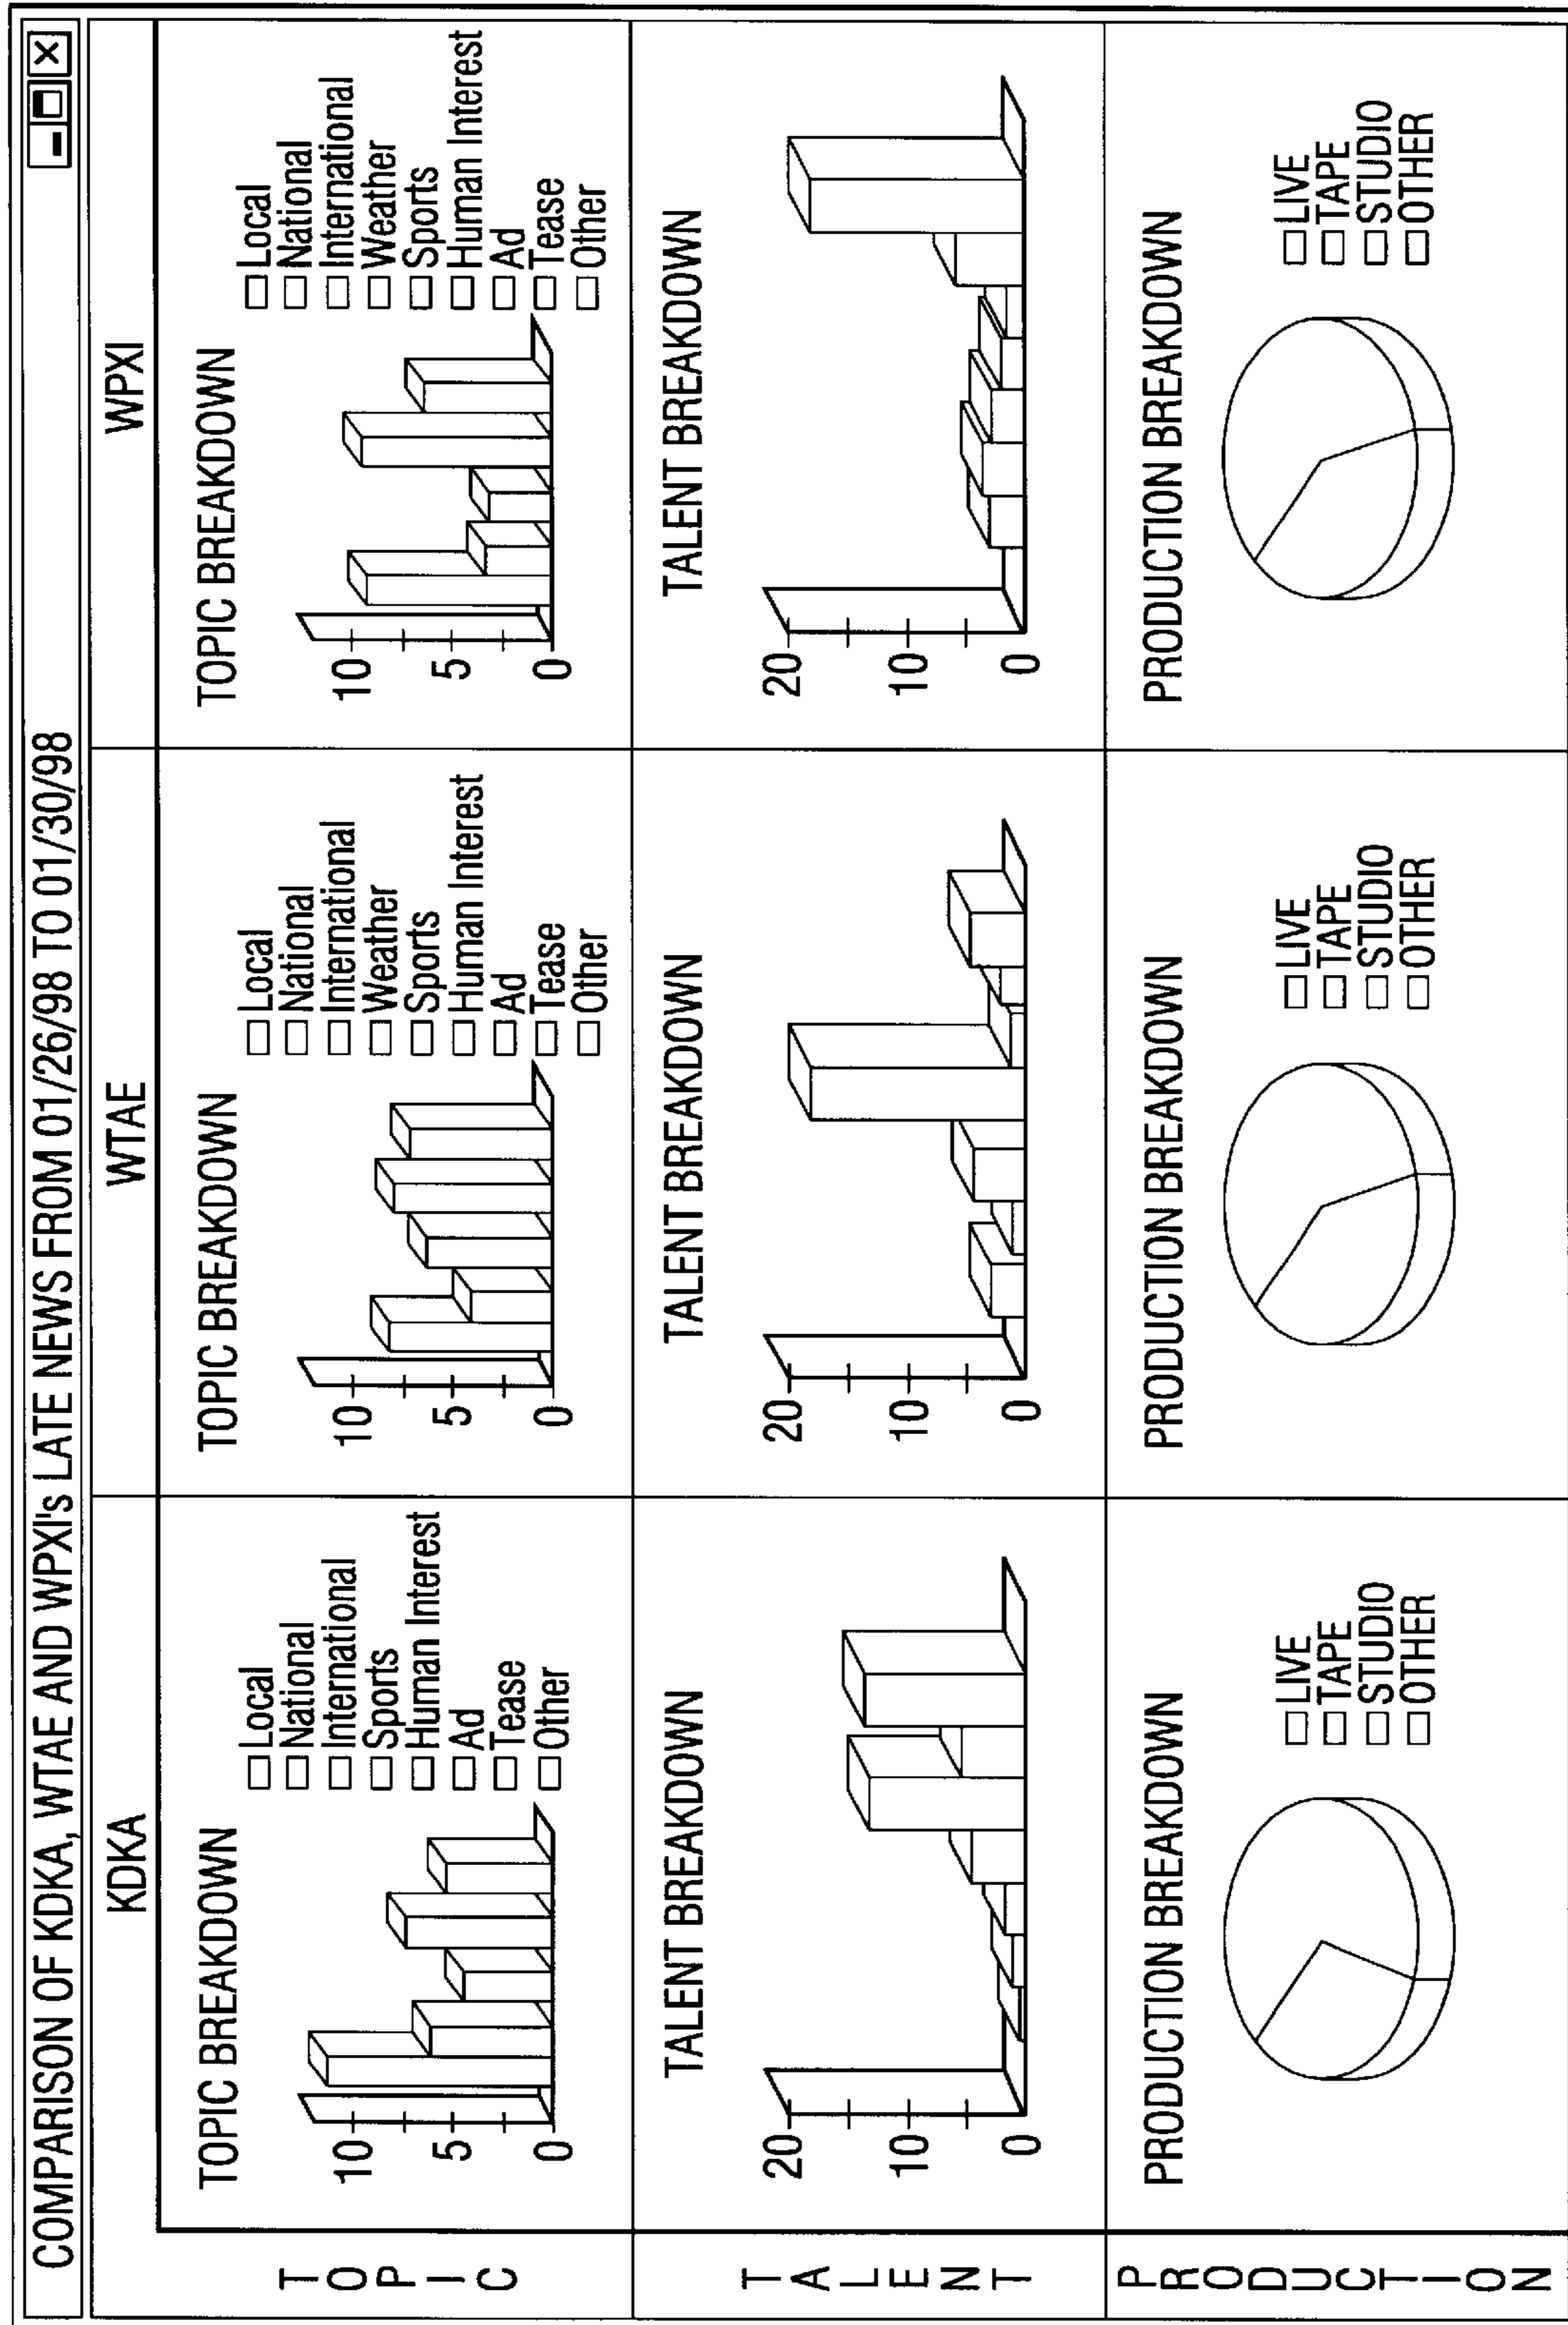 COMPARISON OF KDKA, WTAE AND WPXI's LATE NEWS FROM 01/26/98 TO 01/30/98
KDKA
WTAE
WPXI
TOPIC
TOPIC BREAKDOWN
10
5
0
Local
National
International
Sports
Human Interest
Ad
Tease
Other
TOPIC BREAKDOWN
10
5
0
Local
National
International
Weather
Sports
Human Interest
Ad
Tease
Other
TOPIC BREAKDOWN
10
5
0
Local
National
International
Weather
Sports
Human Interest
Ad
Tease
Other
TALENT
TALENT BREAKDOWN
20
10
0
TALENT BREAKDOWN
20
10
0
TALENT BREAKDOWN
20
10
0
PRODUCTION
PRODUCTION BREAKDOWN
LIVE
TAPE
STUDIO
OTHER
PRODUCTION BREAKDOWN
LIVE
TAPE
STUDIO
OTHER
PRODUCTION BREAKDOWN
LIVE
TAPE
STUDIO
OTHER